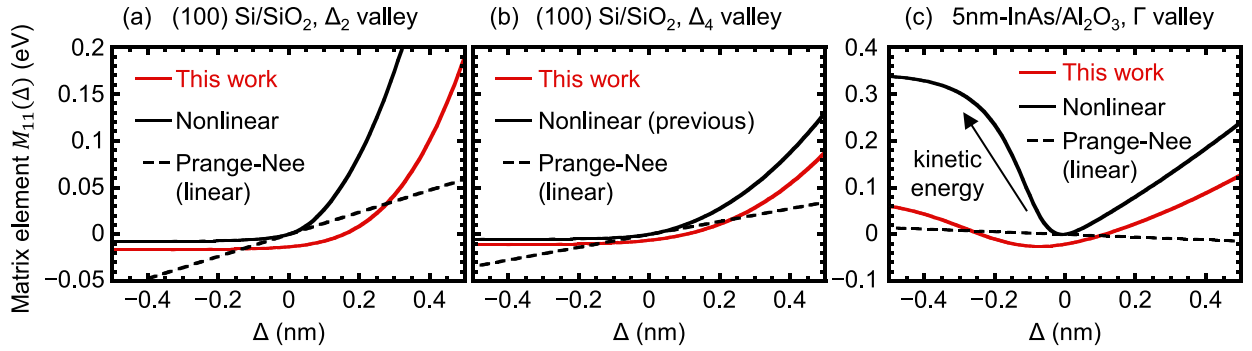 (a) (100) Si/SiO₂, Δ₂ valley
(b) (100) Si/SiO₂, Δ₄ valley
(c) 5nm-InAs/Al₂O₃, Γ valley
Matrix element M₁₁(Δ) (eV)
0.2
0.15
0.1
0.05
0
−0.05
This work
Nonlinear
Prange-Nee
(linear)
−0.4 −0.2 0 0.2 0.4
Δ (nm)
This work
Nonlinear (previous)
Prange-Nee
(linear)
−0.4 −0.2 0 0.2 0.4
Δ (nm)
0.4
0.3
0.2
0.1
0
−0.1
This work
Nonlinear
Prange-Nee
(linear)
kinetic
energy
−0.4 −0.2 0 0.2 0.4
Δ (nm)